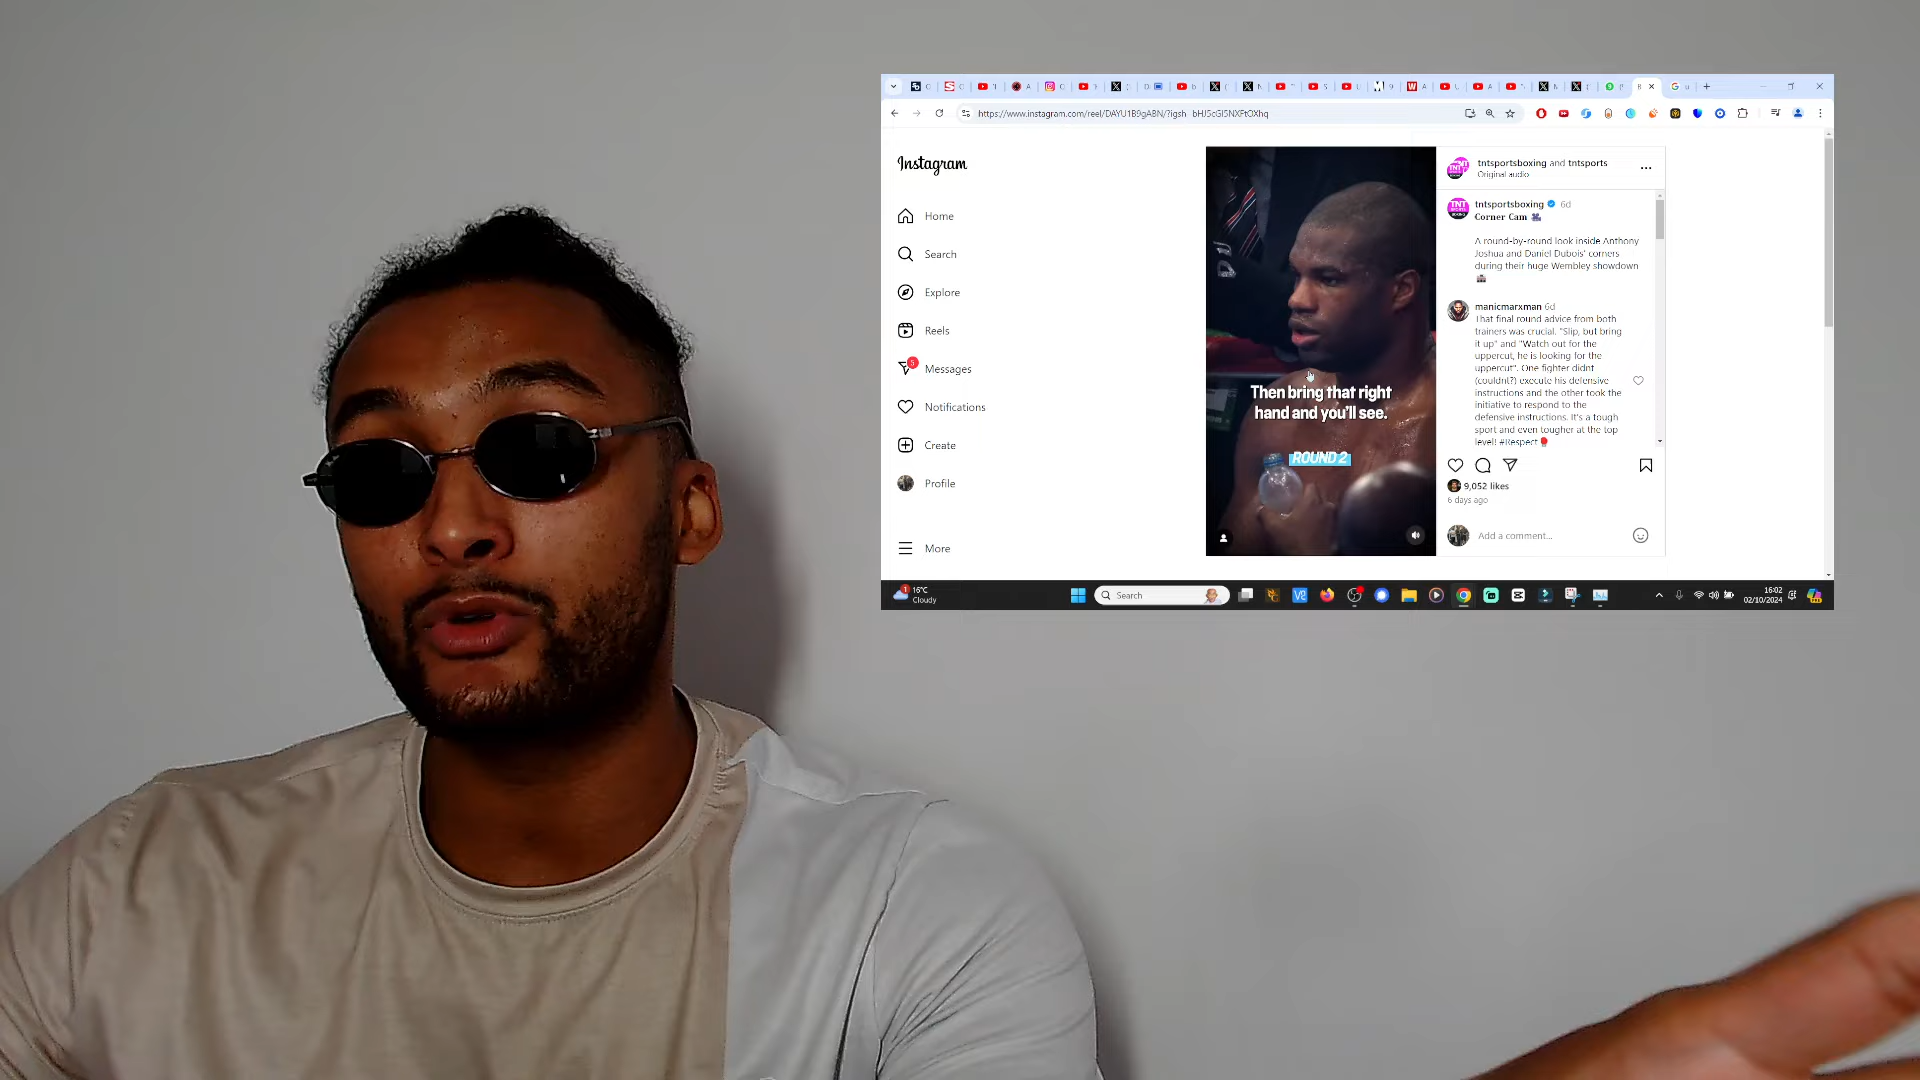 https://www.instagram.com/reel/DAYU1B9gABN/?igsh=bHJ5cGl5NXFtOXhq
Instagram
Home
Search
Explore
Reels
5
Messages
Notifications
Create
Profile
More
Then bring that right
hand and you'll see.
ROUND 2
tntsportsboxing and tntsports
Original audio
tntsportsboxing 6d
Corner Cam
A round-by-round look inside Anthony
Joshua and Daniel Dubois' corners
during their huge Wembley showdown
manicmarxman 6d
That final round advice from both
trainers was crucial. "Slip, but bring
it up" and "Watch out for the
uppercut, he is looking for the
uppercut". One fighter didnt
(couldnt?) execute his defensive
instructions and the other took the
initiative to respond to the
defensive instructions. It's a tough
sport and even tougher at the top
level! #Respect
9,052 likes
6 days ago
Add a comment...
1
16°C
Cloudy
Search
16:02
02/10/2024